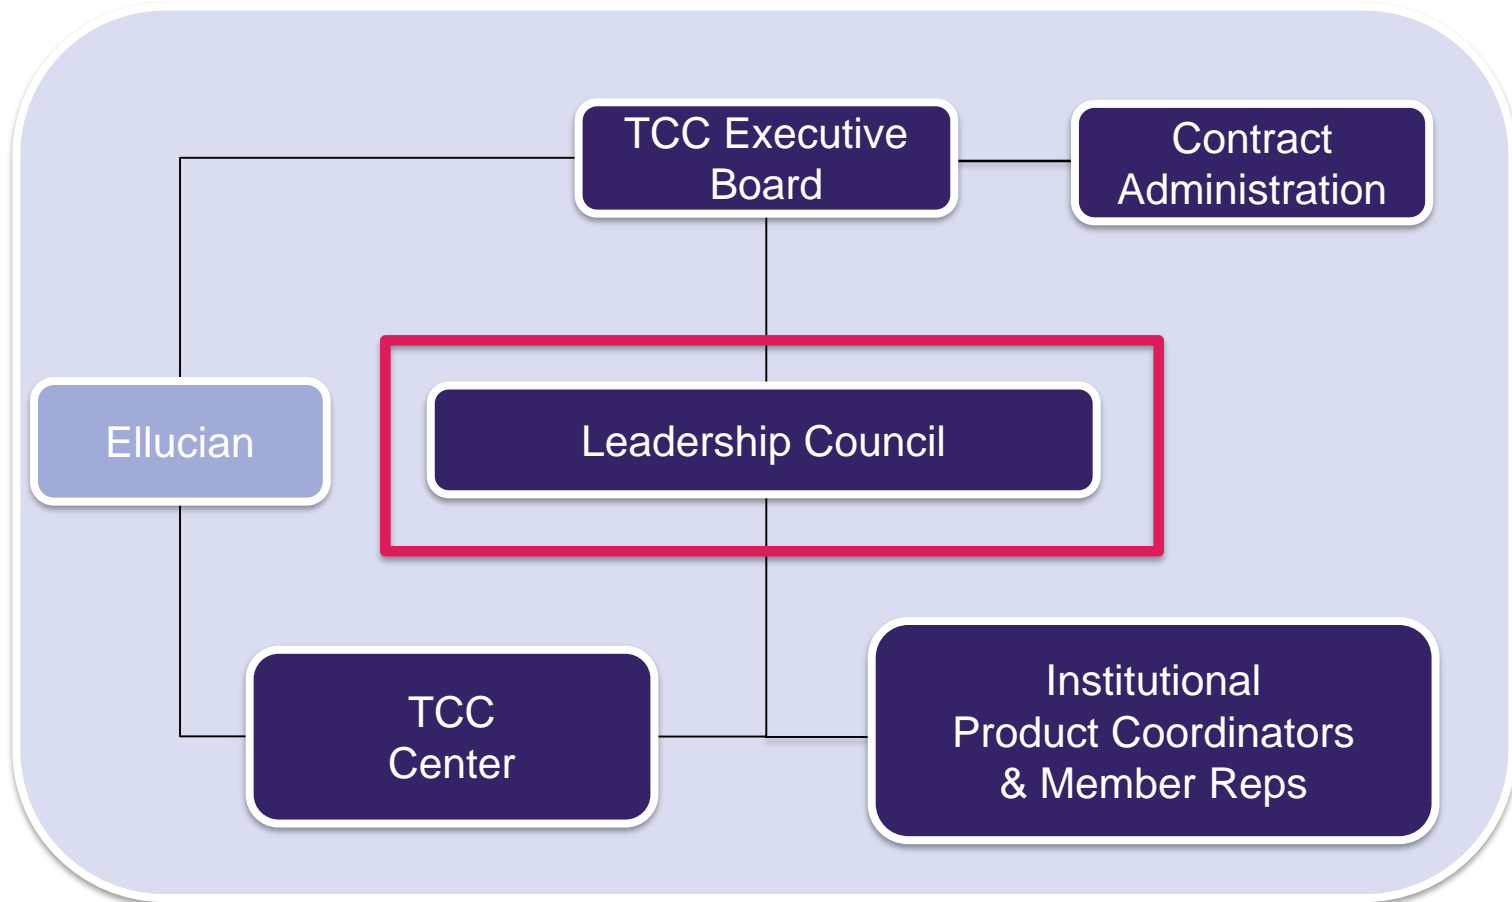 TCC Executive
Board
Contract
Administration
Ellucian
Leadership Council
TCC
Center
Institutional
Product Coordinators
& Member Reps